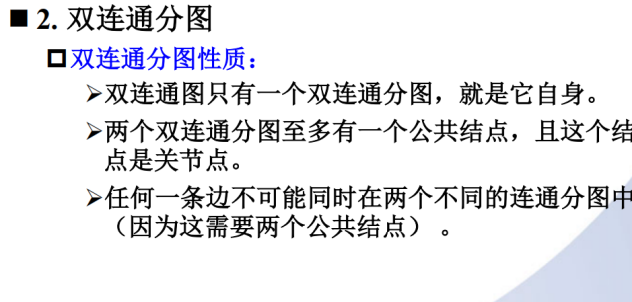 2. 双连通分图
双连通分图性质：
双连通图只有一个双连通分图，就是它自身。
两个双连通分图至多有一个公共结点，且这个结
点是关节点。
任何一条边不可能同时在两个不同的连通分图中
（因为这需要两个公共结点） 。